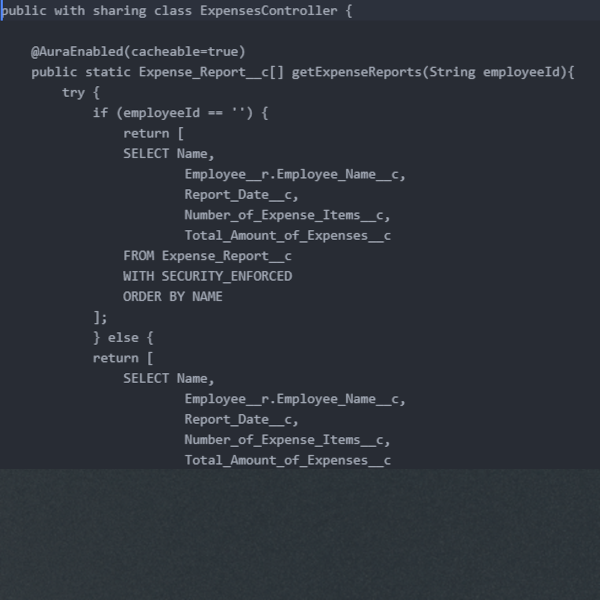 public with sharing class ExpensesController {
@AuraEnabled(cacheable=true)
public static Expense_Report__c[] getExpenseReports(String employeeId){
try {
if (employeeId == '') {
return [
SELECT Name,
Employee__r.Employee_Name__c,
Report_Date__c,
Number_of_Expense_Items__c,
Total_Amount_of_Expenses__c
FROM Expense_Report__c
WITH SECURITY_ENFORCED
ORDER BY NAME
];
} else {
return [
SELECT Name,
Employee__r.Employee_Name__c,
Report_Date__c,
Number_of_Expense_Items__c,
Total_Amount_of_Expenses__c